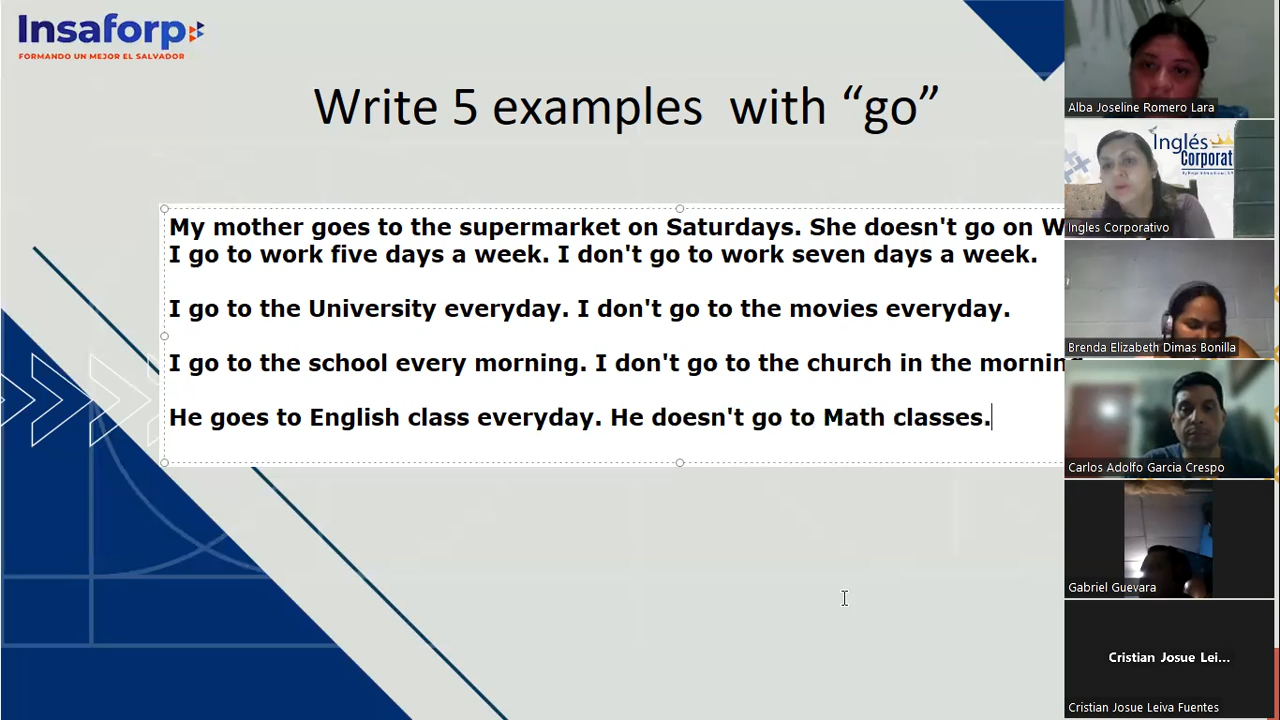 Insaforp
FORMANDO UN MEJOR EL SALVADOR
Write 5 examples with “go”
My mother goes to the supermarket on Saturdays. She doesn't go on
I go to work five days a week. I don't go to work seven days a week.
I go to the University everyday. I don't go to the movies everyday.
I go to the school every morning. I don't go to the church in the
He goes to English class everyday. He doesn't go to Math classes.
Alba Joseline Romero Lara
Inglés
Ingles Corporativo
Brenda Elizabeth Dimas Bonilla
Carlos Adolfo Garcia Crespo
Gabriel Guevara
Cristian Josue Lei...
Cristian Josue Leiva Fuentes